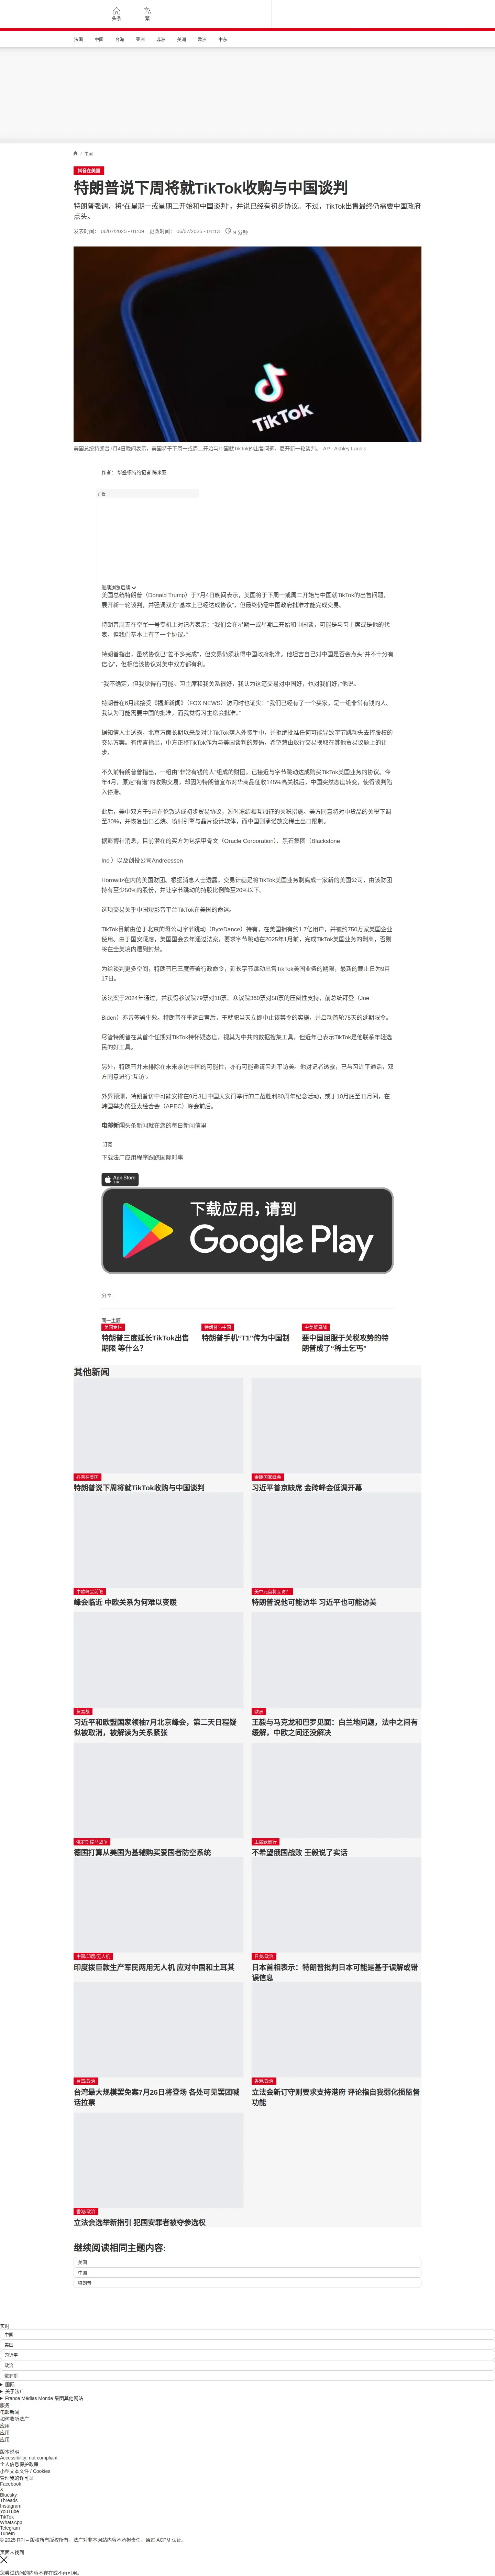 头条
繁
法国
中国
台海
亚洲
非洲
美洲
欧洲
中东
/ 法国
抖音在美国
特朗普说下周将就TikTok收购与中国谈判
特朗普强调，将“在星期一或星期二开始和中国谈判”，并说已经有初步协议。不过，TikTok出售最终仍需要中国政府
点头。
发表时间： 06/07/2025 - 01:09 更改时间： 06/07/2025 - 01:13 9 分钟
TikTok
美国总统特朗普7月4日晚间表示，美国将于下周一或周二开始与中国就TikTok的出售问题，展开新一轮谈判。 AP - Ashley Landis
作者： 华盛顿特约记者 陈米亚
广告
继续浏览后续
美国总统特朗普（Donald Trump）于7月4日晚间表示，美国将于下周一或周二开始与中国就TikTok的出售问题，
展开新一轮谈判，并强调双方“基本上已经达成协议”，但最终仍需中国政府批准才能完成交易。
特朗普周五在空军一号专机上对记者表示：“我们会在星期一或星期二开始和中国谈，可能是与习主席或是他的代
表，但我们基本上有了一个协议。”
特朗普指出，虽然协议已“差不多完成”，但交易仍须获得中国政府批准。他坦言自己对中国是否会点头“并不十分有
信心”，但相信该协议对美中双方都有利。
“我不确定，但我觉得有可能。习主席和我关系很好，我认为这笔交易对中国好，也对我们好，”他说。
特朗普在6月底接受《福斯新闻》（FOX NEWS）访问时也证实：“我们已经有了一个买家，是一组非常有钱的人。
我认为可能需要中国的批准，而我觉得习主席会批准。”
据知情人士透露，北京方面长期以来反对让TikTok落入外资手中，并拒绝批准任何可能导致字节跳动失去控股权的
交易方案。有传言指出，中方正将TikTok作为与美国谈判的筹码，希望藉由放行交易换取在其他贸易议题上的让
步。
不久前特朗普曾指出，一组由“非常有钱的人”组成的财团，已接近与字节跳动达成购买TikTok美国业务的协议。今
年4月，原定“有谱”的收购交易，却因为特朗普宣布对华商品征收145%高关税后，中国突然态度转变，使得谈判陷
入停滞。
此后，美中双方于5月在伦敦达成初步贸易协议，暂时冻结相互加征的关税措施。美方同意将对中货品的关税下调
至30%，并恢复出口乙烷、喷射引擎与晶片设计软体，而中国则承诺放宽稀土出口限制。
据彭博社消息，目前潜在的买方为包括甲骨文（Oracle Corporation）, 黑石集团（Blackstone
Inc.）以及创投公司Andreessen
Horowitz在内的美国财团。根据消息人士透露，交易计画是将TikTok美国业务剥离成一家新的美国公司，由该财团
持有至少50%的股份，并让字节跳动的持股比例降至20%以下。
这项交易关乎中国短影音平台TikTok在美国的命运。
TikTok目前由位于北京的母公司字节跳动（ByteDance）持有，在美国拥有约1.7亿用户，并被约750万家美国企业
使用。由于国安疑虑，美国国会去年通过法案，要求字节跳动在2025年1月前，完成TikTok美国业务的剥离，否则
将在全美境内遭到封禁。
为给谈判更多空间，特朗普已三度签署行政命令，延长字节跳动出售TikTok美国业务的期限，最新的截止日为9月
17日。
该法案于2024年通过，并获得参议院79票对18票、众议院360票对58票的压倒性支持，前总统拜登（Joe
Biden）亦曾签署生效。特朗普在重返白宫后，于就职当天立即中止该禁令的实施，并启动首轮75天的延期限令。
尽管特朗普在其首个任期对TikTok持怀疑态度，视其为中共的数据搜集工具，但近年已表示TikTok是他联系年轻选
民的好工具。
另外，特朗普并未排除在未来亲访中国的可能性，亦有可能邀请习近平访美。他对记者透露，已与习近平通话，双
方同意进行“互访”。
外界预测，特朗普访中可能安排在9月3日中国天安门举行的二战胜利80周年纪念活动，或于10月底至11月间，在
韩国举办的亚太经合会（APEC）峰会前后。
电邮新闻头条新闻就在您的每日新闻信里
订阅
下载法广应用程序跟踪国际时事
App Store
下载
下载应用，请到
Google Play
分享 :
同一主题
美国专栏
特朗普三度延长TikTok出售
期限 等什么？
特朗普与中国
特朗普手机“T1”传为中国制
中美贸易战
要中国屈服于关税攻势的特
朗普成了“稀土乞丐”
其他新闻
抖音在美国
特朗普说下周将就TikTok收购与中国谈判
金砖国家峰会
习近平普京缺席 金砖峰会低调开幕
中欧峰会前瞻
峰会临近 中欧关系为何难以变暖
美中元首将互访？
特朗普说他可能访华 习近平也可能访美
贸易战
习近平和欧盟国家领袖7月北京峰会，第二天日程疑
似被取消，被解读为关系紧张
政洲
王毅与马克龙和巴罗见面：白兰地问题，法中之间有
缓解，中欧之间还没解决
俄罗斯侵乌战争
德国打算从美国为基辅购买爱国者防空系统
王毅欧洲行
不希望俄国战败 王毅说了实话
中国/印度/无人机
印度拨巨款生产军民两用无人机 应对中国和土耳其
日美/政治
日本首相表示：特朗普批判日本可能是基于误解或错
误信息
台湾/政治
台湾最大规模罢免案7月26日将登场 各处可见罢团喊
话拉票
香港/政治
立法会新订守则要求支持港府 评论指自我弱化损监督
功能
香港/政治
立法会选举新指引 犯国安罪者被夺参选权
继续阅读相同主题内容:
美国
中国
特朗普
实时
中国
美国
习近平
政治
俄罗斯
国际
关于法广
France Médias Monde 集团其他网站
服务
电邮新闻
如何收听法广
应用
应用
应用
版本说明
Accessibility: not compliant
个人信息保护政策
小型文本文件 / Cookies
管理我的许可证
Facebook
X
Bluesky
Threads
Instagram
YouTube
TikTok
WhatsApp
Telegram
TuneIn
© 2025 RFI – 版权所有版权所有。法广对非本网站内容不承担责任。通过 ACPM 认证。
页面未找到
您尝试访问的内容不存在或不再可用。